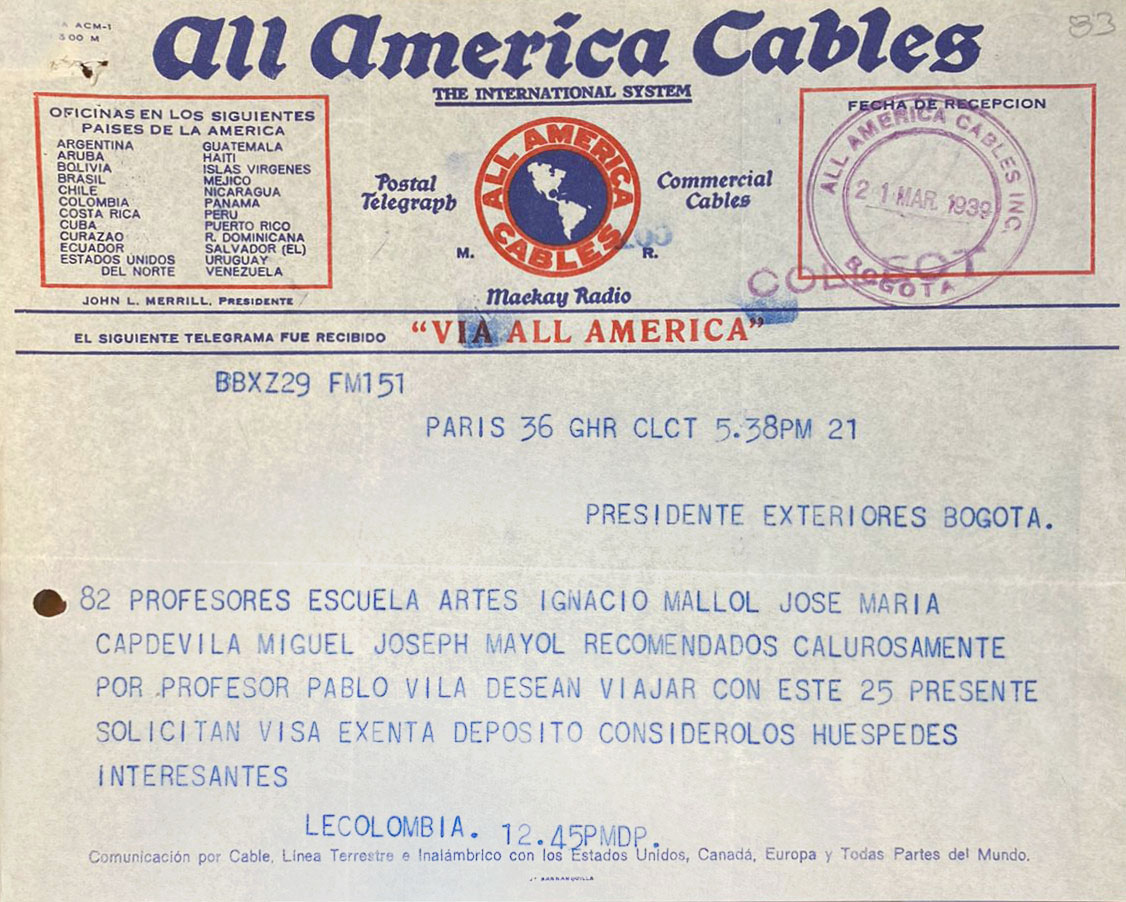 ACM-1
300 M
83
All America Cables
THE INTERNATIONAL SYSTEM
OFICINAS EN LOS SIGUIENTES
PAISES DE LA AMERICA
ARGENTINA GUATEMALA
ARUBA HAITI
BOLIVIA ISLAS VIRGENES
BRASIL MEJICO
CHILE NICARAGUA
COLOMBIA PANAMA
COSTA RICA PERU
CUBA PUERTO RICO
CURAZAO R. DOMINICANA
ECUADOR SALVADOR (EL)
ESTADOS UNIDOS URUGUAY
DEL NORTE VENEZUELA
JOHN L. MERRILL, PRESIDENTE
Postal
Telegraph
ALL AMERICA
CABLES
Commercial
Cables
M. R.
Mackay Radio
FECHA DE RECEPCION
ALL AMERICA CABLES INC.
21 MAR. 1939
BOGOTA
COLLECT
EL SIGUIENTE TELEGRAMA FUE RECIBIDO "VIA ALL AMERICA"
BBXZ29 FM151
PARIS 36 GHR CLCT 5.38PM 21
PRESIDENTE EXTERIORES BOGOTA.
82 PROFESORES ESCUELA ARTES IGNACIO MALLOL JOSE MARIA
CAPDEVILA MIGUEL JOSEPH MAYOL RECOMENDADOS CALUROSAMENTE
POR PROFESOR PABLO VILA DESEAN VIAJAR CON ESTE 25 PRESENTE
SOLICITAN VISA EXENTA DEPOSITO CONSIDEROLOS HUESPEDES
INTERESANTES
LECOLOMBIA. 12.45PMDP.
Comunicación por Cable, Línea Terrestre e Inalámbrico con los Estados Unidos, Canadá, Europa y Todas Partes del Mundo.
BARRANQUILLA